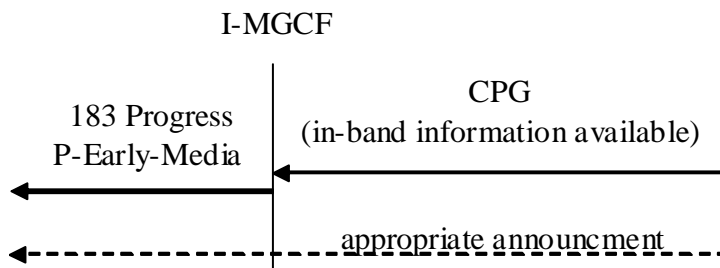 I-MGCF
183 Progress
P-Early-Media
CPG
(in-band information available)
appropriate announcment